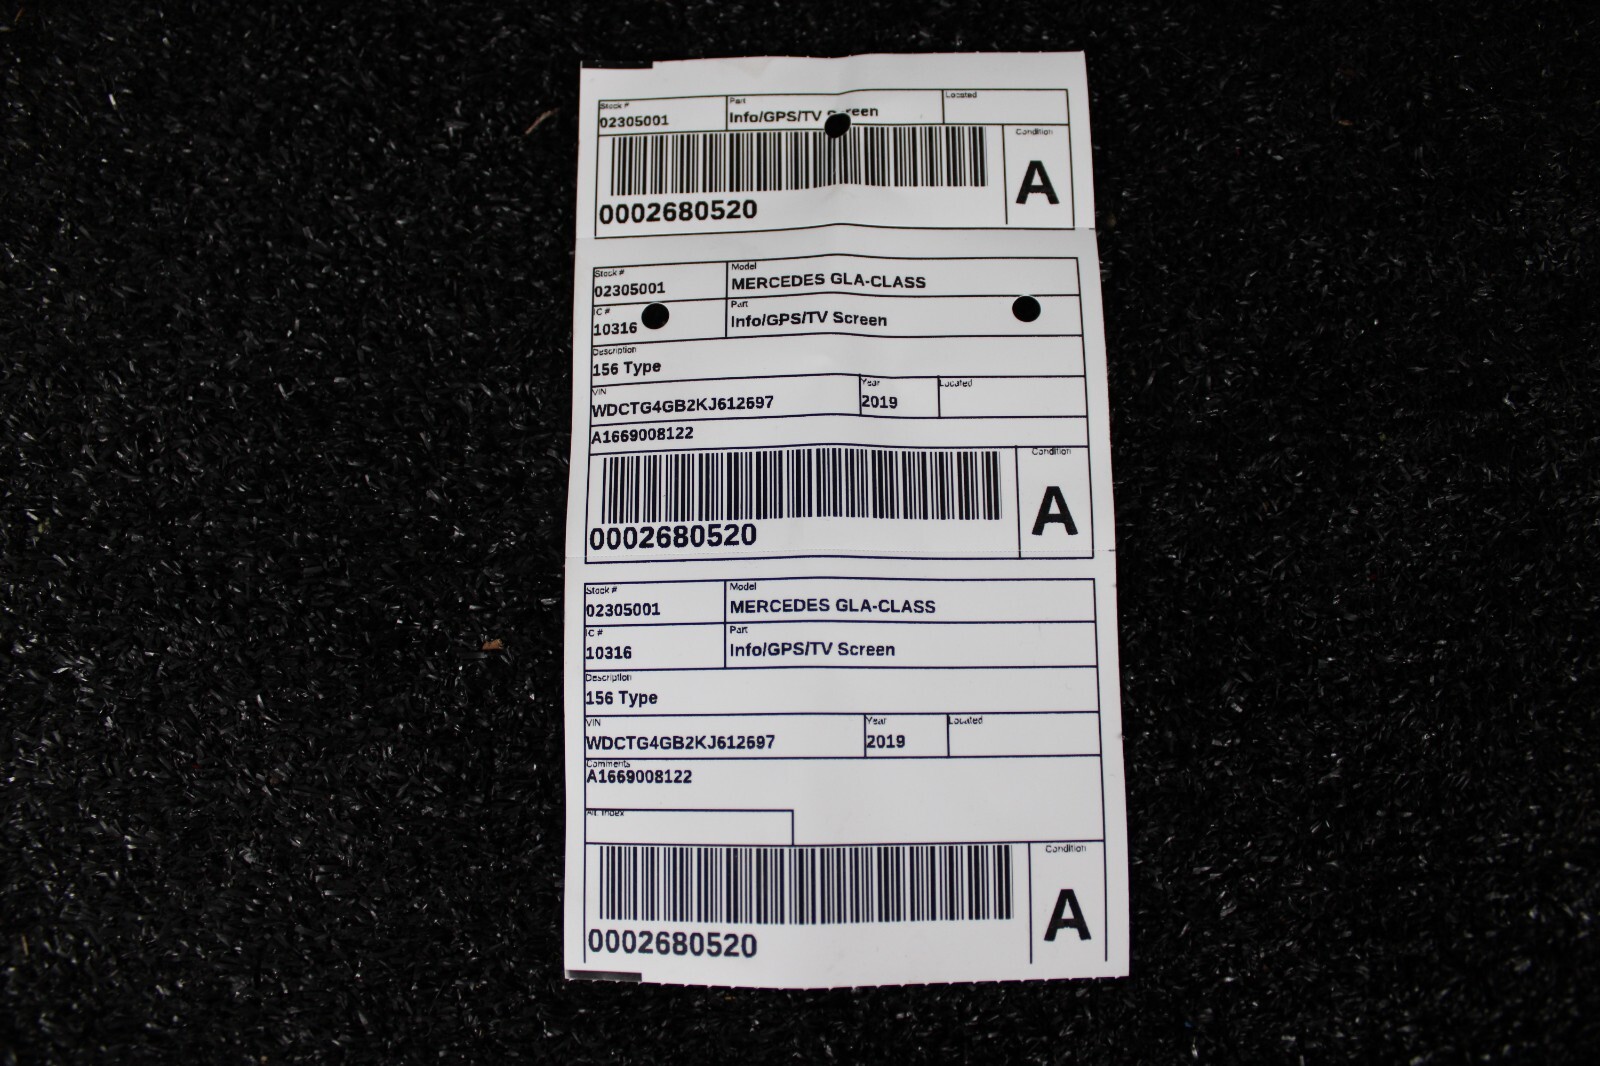 Stock # Part Located
02305001 Info/GPS/TV Screen
Condition
A
0002680520
Stock # Model
02305001 MERCEDES GLA-CLASS
IC # Part
10316 Info/GPS/TV Screen
Description
156 Type
VIN Year Located
WDCTG4GB2KJ612697 2019
A1669008122
Condition
A
0002680520
Stock # Model
02305001 MERCEDES GLA-CLASS
IC # Part
10316 Info/GPS/TV Screen
Description
156 Type
VIN Year Located
WDCTG4GB2KJ612697 2019
Comments
A1669008122
Alt. Index
Condition
A
0002680520